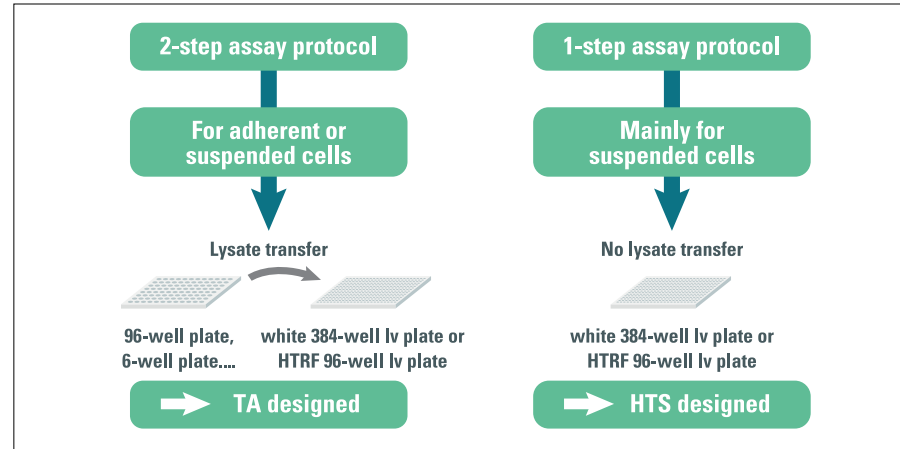 2-step assay protocol
For adherent or
suspended cells
Lysate transfer
96-well plate,
6-well plate....
white 384-well lv plate or
HTRF 96-well lv plate
TA designed
1-step assay protocol
Mainly for
suspended cells
No lysate transfer
white 384-well lv plate or
HTRF 96-well lv plate
HTS designed